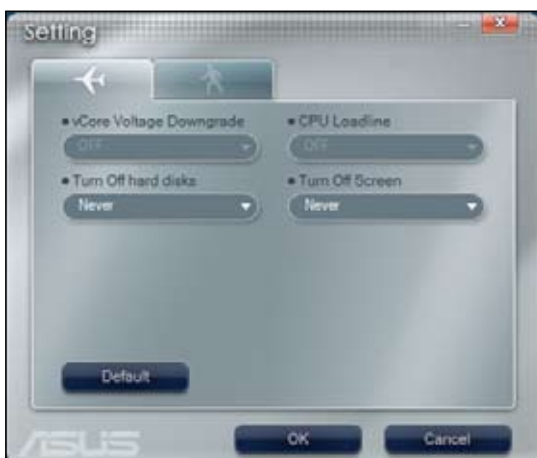 Setting
vCore Voltage Downgrade
CPU Loadline
OFF
OFF
Turn Off hard disks
Turn Off Screen
Never
Never
Default
ASUS
OK
Cancel